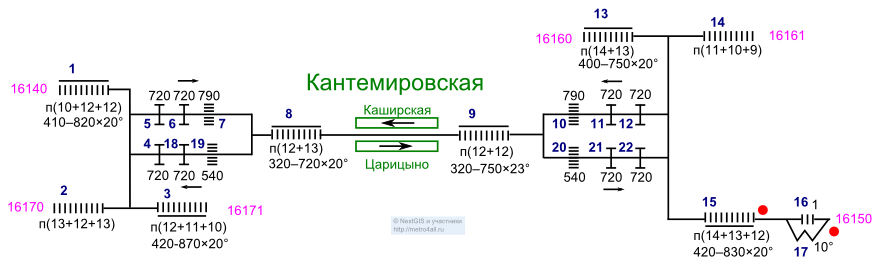 13
14
16160
16161
п(14+13)
400–750×20°
п(11+10+9)
Кантемировская
1
16140
п(10+12+12)
410–820×20°
720 720 790
5 6 7
4 18 19
720 720 540
8
п(12+13)
320–720×20°
Каширская
Царицыно
9
п(12+12)
320–750×23°
790 720 720
10 11 12
20 21 22
540 720 720
2
16170
п(13+12+13)
3
16171
п(12+11+10)
420-870×20°
© NextGIS и участники
http://metro4all.ru
15
п(14+13+12)
420–830×20°
16 1
16150
10°
17